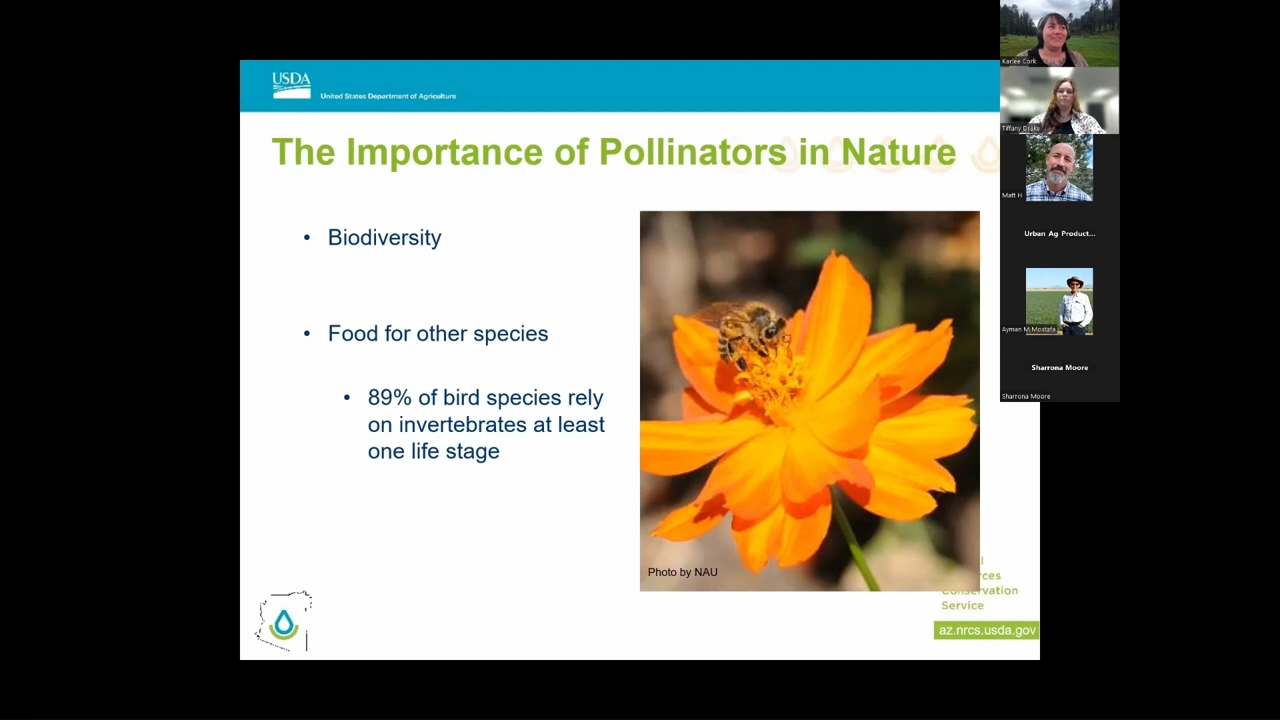 USDA
United States Department of Agriculture
The Importance of Pollinators in Nature
• Biodiversity
• Food for other species
• 89% of bird species rely
on invertebrates at least
one life stage
Photo by NAU
Conservation
Service
az.nrcs.usda.gov
Karlee Cork
Tiffany Drake
Matt H
Urban Ag Product...
Ayman M.Mostafa
Sharrona Moore
Sharrona Moore